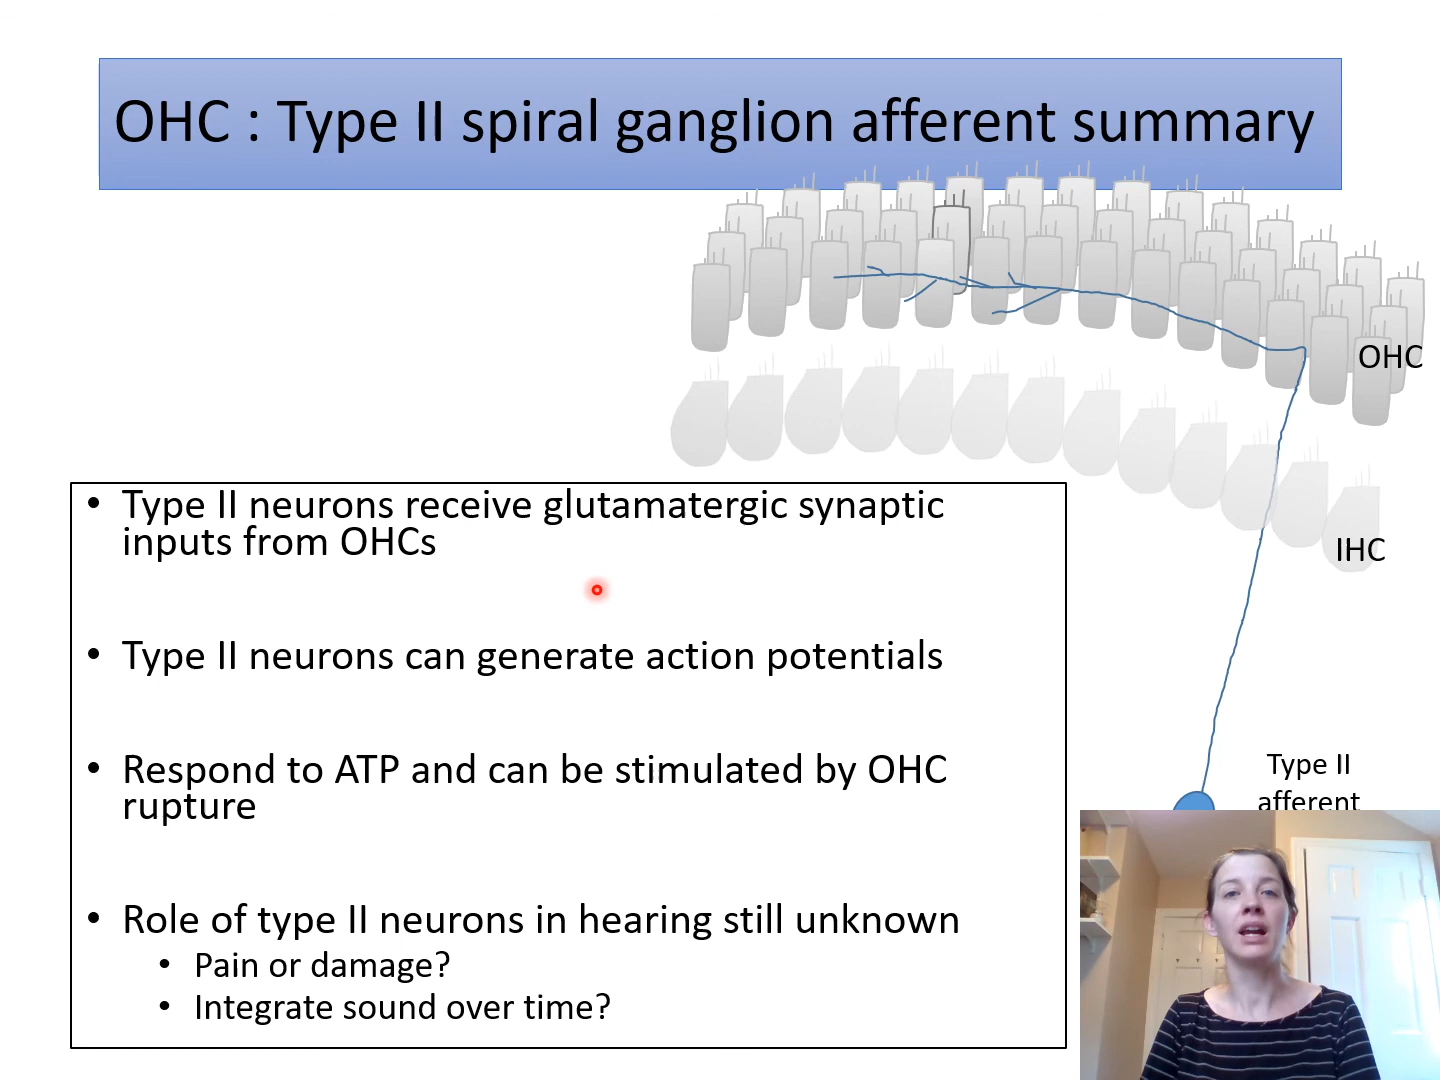 OHC : Type II spiral ganglion afferent summary
OHC
IHC
• Type II neurons receive glutamatergic synaptic
inputs from OHCs
• Type II neurons can generate action potentials
• Respond to ATP and can be stimulated by OHC
rupture
• Role of type II neurons in hearing still unknown
• Pain or damage?
• Integrate sound over time?
Type II
afferent